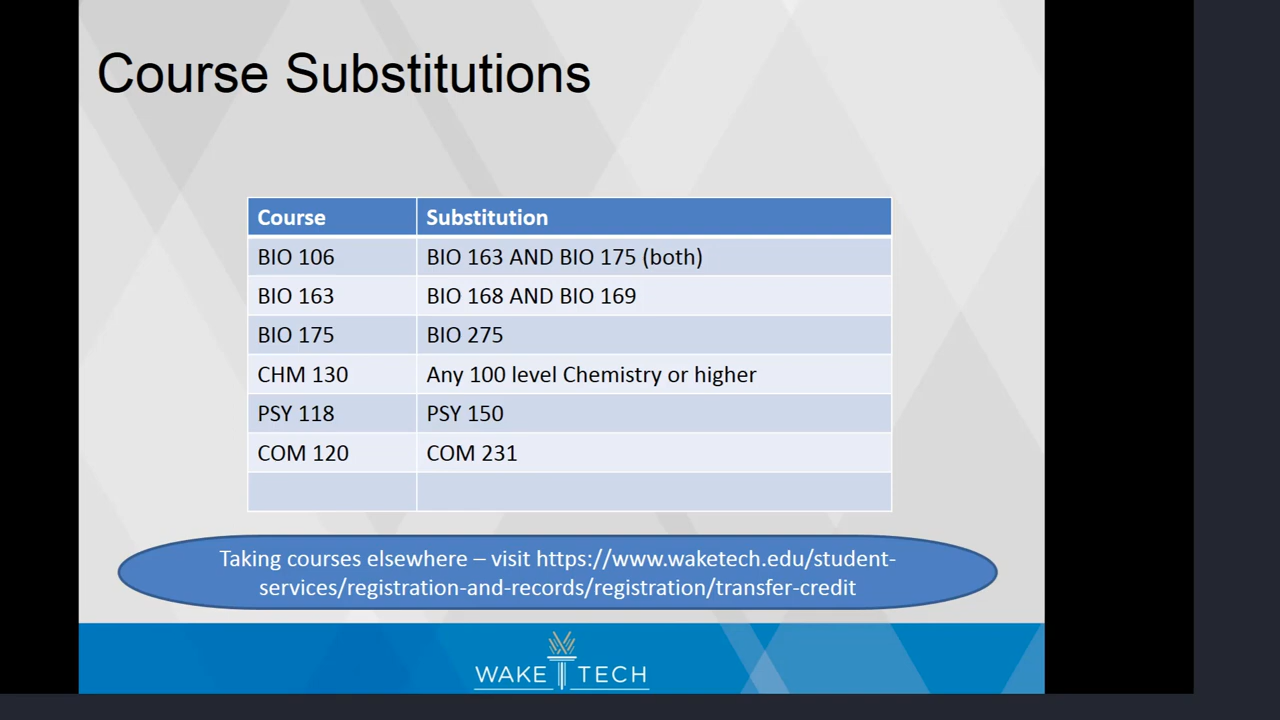 Course Substitutions
Course Substitution
BIO 106 BIO 163 AND BIO 175 (both)
BIO 163 BIO 168 AND BIO 169
BIO 175 BIO 275
CHM 130 Any 100 level Chemistry or higher
PSY 118 PSY 150
COM 120 COM 231
Taking courses elsewhere – visit https://www.waketech.edu/student-
services/registration-and-records/registration/transfer-credit
WAKE TECH